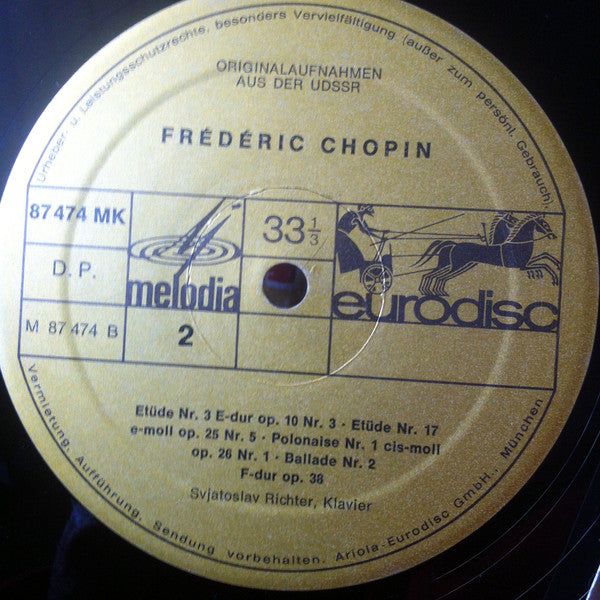 Urheber- u. Leistungsschutzrechte, besonders Vervielfältigung (außer zum persönl. Gebrauch),
ORIGINALAUFNAHMEN
AUS DER UDSSR
FRÉDÉRIC CHOPIN
87 474 MK
D. P.
M 87 474 B
melodia
2
33 1/3
eurodisc
Etüde Nr. 3 E-dur op. 10 Nr. 3 · Etüde Nr. 17
e-moll op. 25 Nr. 5 · Polonaise Nr. 1 cis-moll
op. 26 Nr. 1 · Ballade Nr. 2
F-dur op. 38
Svjatoslav Richter, Klavier
Vermietung, Aufführung, Sendung vorbehalten. Ariola-Eurodisc GmbH., München